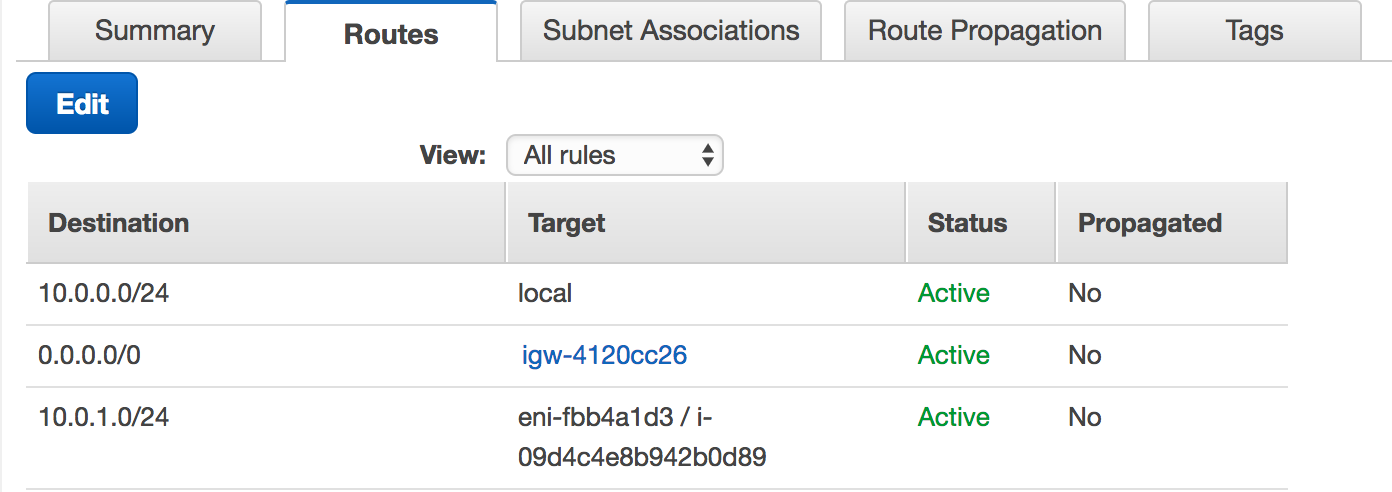 Summary Routes Subnet Associations Route Propagation Tags
Edit
View: All rules
Destination Target Status Propagated
10.0.0.0/24 local Active No
0.0.0.0/0 igw-4120cc26 Active No
10.0.1.0/24 eni-fbb4a1d3 / i- Active No
09d4c4e8b942b0d89